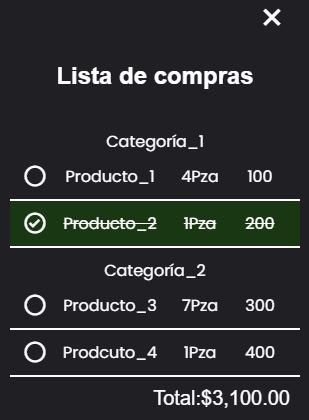 Lista de compras
Categoría_1
Producto_1 4Pza 100
Producto_2 1Pza 200
Categoría_2
Producto_3 7Pza 300
Prodcuto_4 1Pza 400
Total:$3,100.00